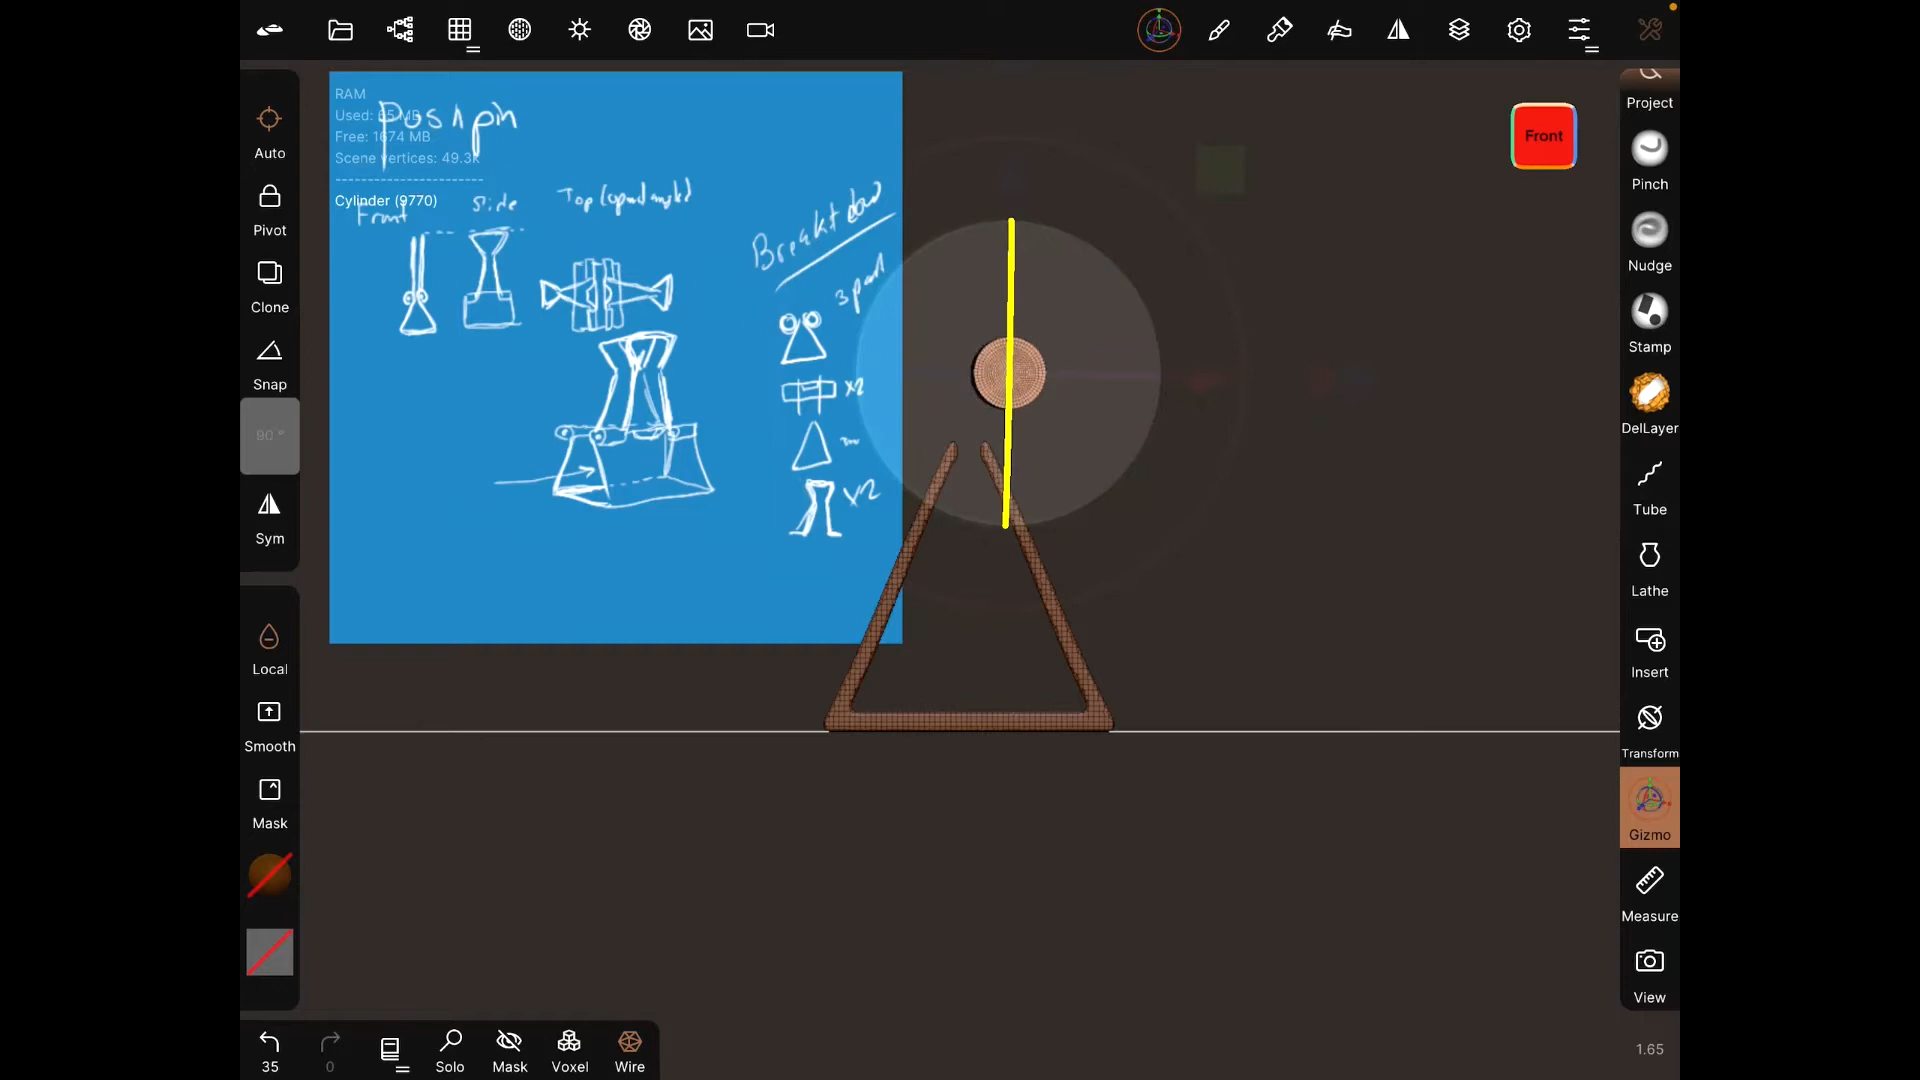 RAM
Used: 65 MB
Free: 1674 MB
Scene vertices: 49.3k
Cylinder (9770)
Front
Side
Top
3 part
x2
x2
Front
Auto
Pivot
Clone
Snap
90 °
Sym
Local
Smooth
Mask
35
0
Solo
Mask
Voxel
Wire
Project
Pinch
Nudge
Stamp
DelLayer
Tube
Lathe
Insert
Transform
Gizmo
Measure
View
1.65